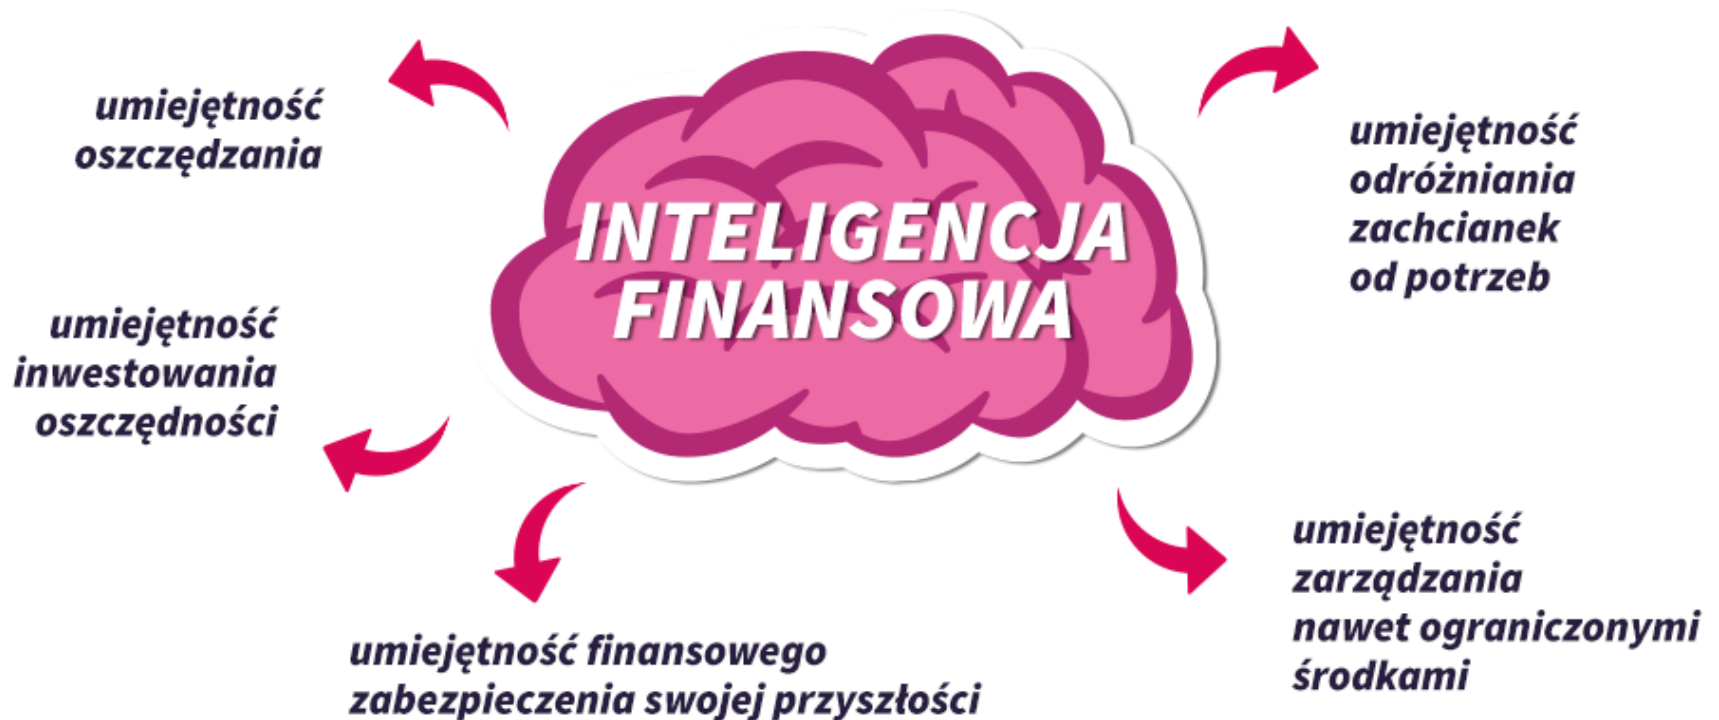 INTELIGENCJA
FINANSOWA
umiejętność
oszczędzania
umiejętność
inwestowania
oszczędności
umiejętność finansowego
zabezpieczenia swojej przyszłości
umiejętność
odróżniania
zachcianek
od potrzeb
umiejętność
zarządzania
nawet ograniczonymi
środkami